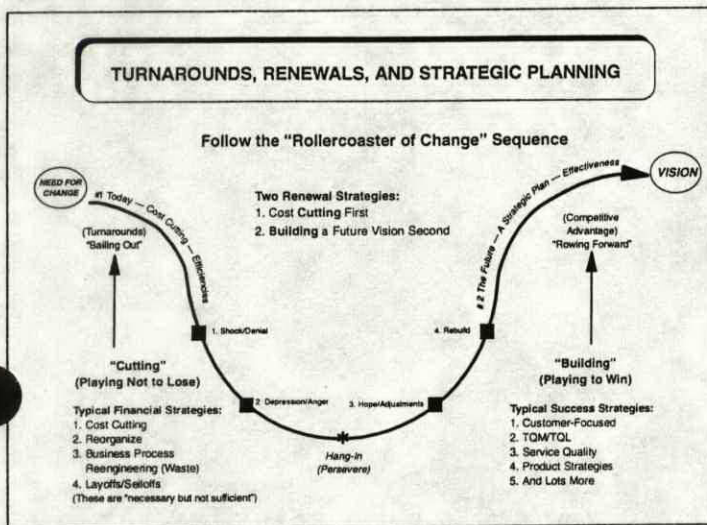 TURNAROUNDS, RENEWALS, AND STRATEGIC PLANNING
Follow the "Rollercoaster of Change" Sequence
NEED FOR
CHANGE
#1 Today — Cost Cutting — Efficiencies
(Turnarounds)
"Bailing Out"
Two Renewal Strategies:
1. Cost Cutting First
2. Building a Future Vision Second
# 2 The Future — A Strategic Plan — Effectiveness
VISION
(Competitive
Advantage)
"Rowing Forward"
1. Shock/Denial
2 Depression/Anger
Hang-in
(Persevere)
3. Hope/Adjustments
4. Rebuild
"Cutting"
(Playing Not to Lose)
Typical Financial Strategies:
1. Cost Cutting
2. Reorganize
3. Business Process
Reengineering (Waste)
4. Layoffs/Selloffs
(These are "necessary but not sufficient")
"Building"
(Playing to Win)
Typical Success Strategies:
1. Customer-Focused
2. TQM/TQL
3. Service Quality
4. Product Strategies
5. And Lots More